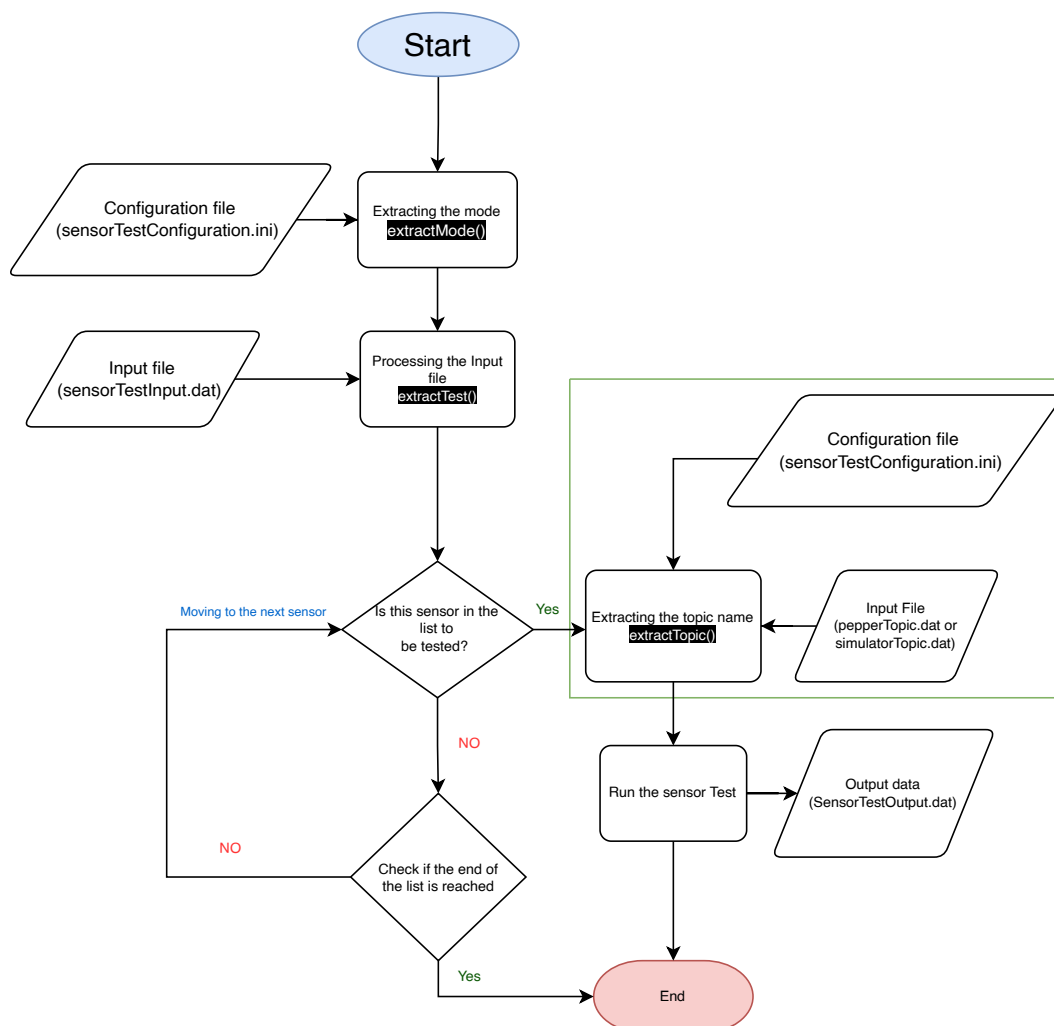 Start
Configuration file
(sensorTestConfiguration.ini)
Extracting the mode
extractMode()
Input file
(sensorTestInput.dat)
Processing the Input
file
extractTest()
Configuration file
(sensorTestConfiguration.ini)
Moving to the next sensor
Is this sensor in the
list to
be tested?
Yes
Extracting the topic name
extractTopic()
Input File
(pepperTopic.dat or
simulatorTopic.dat)
NO
Run the sensor Test
Output data
(SensorTestOutput.dat)
NO
Check if the end of
the list is reached
Yes
End